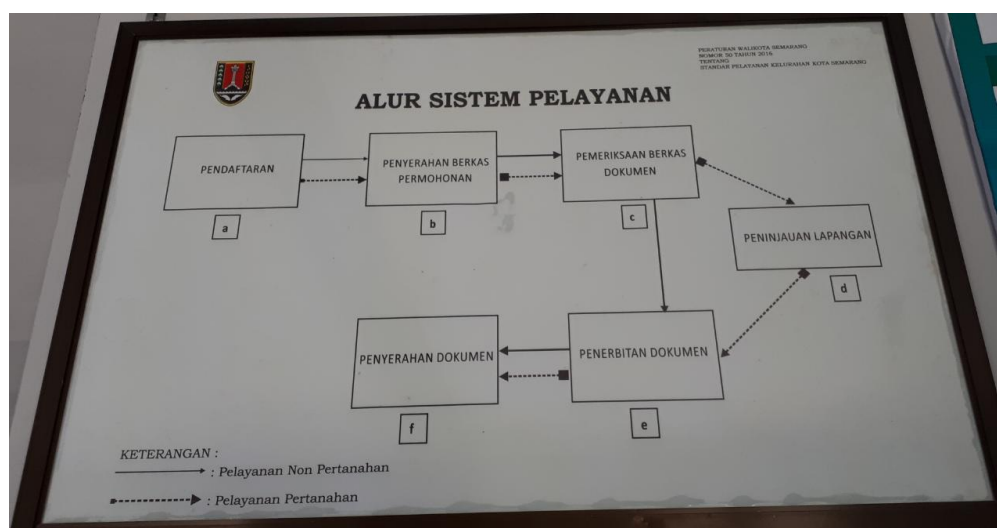 PERATURAN WALIKOTA SEMARANG
NOMOR 50 TAHUN 2016
TENTANG
STANDAR PELAYANAN KELURAHAN KOTA SEMARANG
ALUR SISTEM PELAYANAN
PENDAFTARAN
a
PENYERAHAN BERKAS
PERMOHONAN
b
PEMERIKSAAN BERKAS
DOKUMEN
c
PENINJAUAN LAPANGAN
d
PENERBITAN DOKUMEN
e
PENYERAHAN DOKUMEN
f
KETERANGAN :
: Pelayanan Non Pertanahan
: Pelayanan Pertanahan